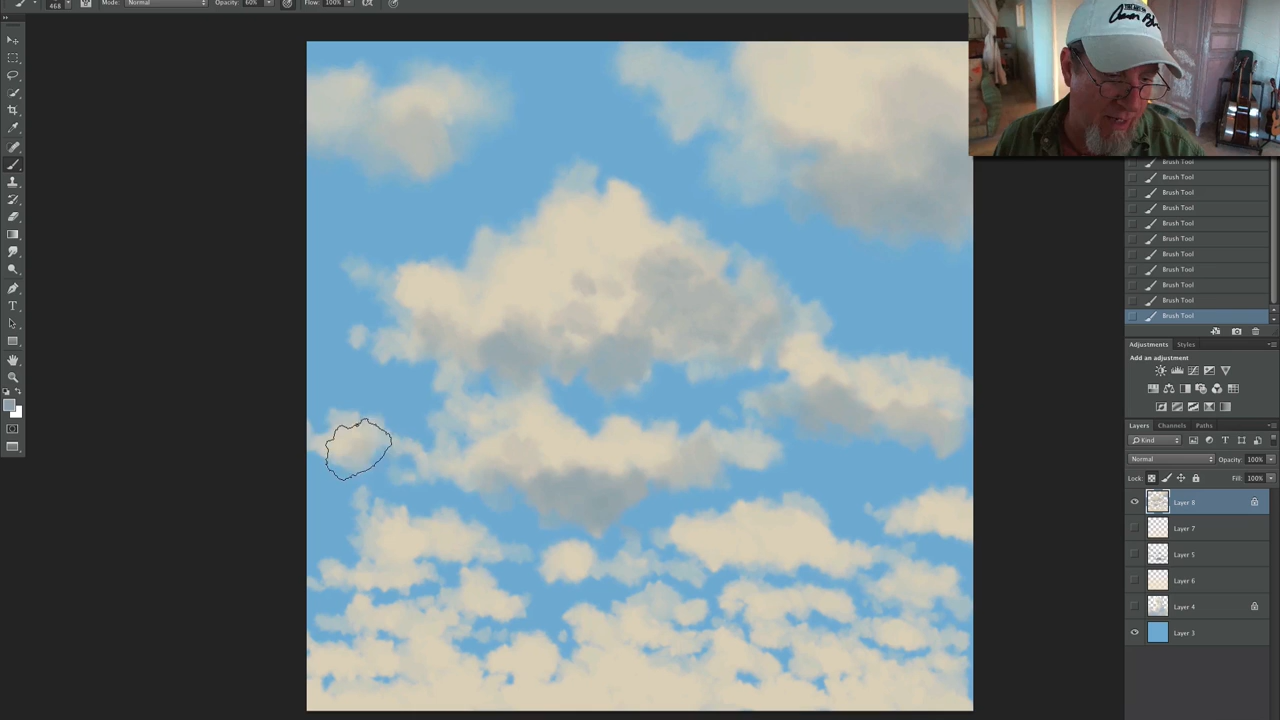 468 Mode: Normal Opacity: 60% Flow: 100%
Brush Tool
Brush Tool
Brush Tool
Brush Tool
Brush Tool
Brush Tool
Brush Tool
Brush Tool
Brush Tool
Brush Tool
Brush Tool
Adjustments Styles
Add an adjustment
Layers Channels Paths
Kind
Normal Opacity: 100%
Lock: Fill: 100%
Layer 8
Layer 7
Layer 5
Layer 6
Layer 4
Layer 3